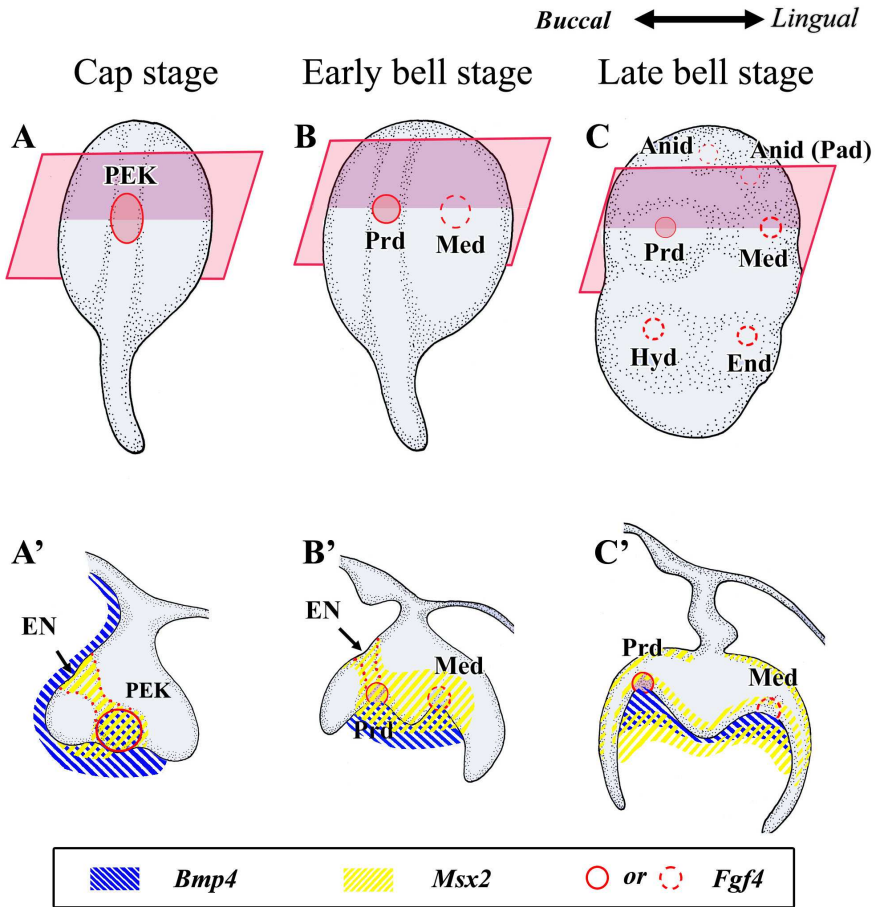 Buccal Lingual
Cap stage Early bell stage Late bell stage
A
PEK
B
Prd Med
C
Anid
Anid (Pad)
Prd Med
Hyd End
A’
EN
PEK
B’
EN
Med
Prd
C’
Prd
Med
Bmp4 Msx2 or Fgf4